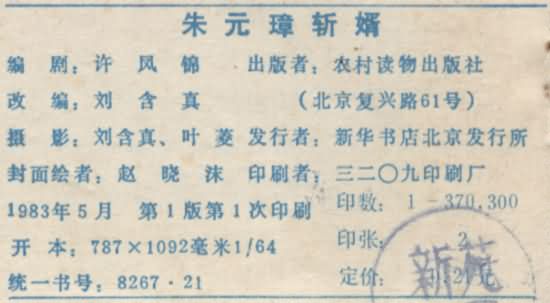 朱元璋斩婿
编 剧：许 凤 锦 出版者：农村读物出版社
改 编：刘 含 真 （北京复兴路61号）
摄 影：刘含真、叶 菱 发行者：新华书店北京发行所
封面绘者：赵 晓 沫 印刷者：三二〇九印刷厂
1983年5月 第1版第1次印刷 印数：1－370,300
开 本：787×1092毫米1/64 印张：2
统一书号：8267·21 定价：